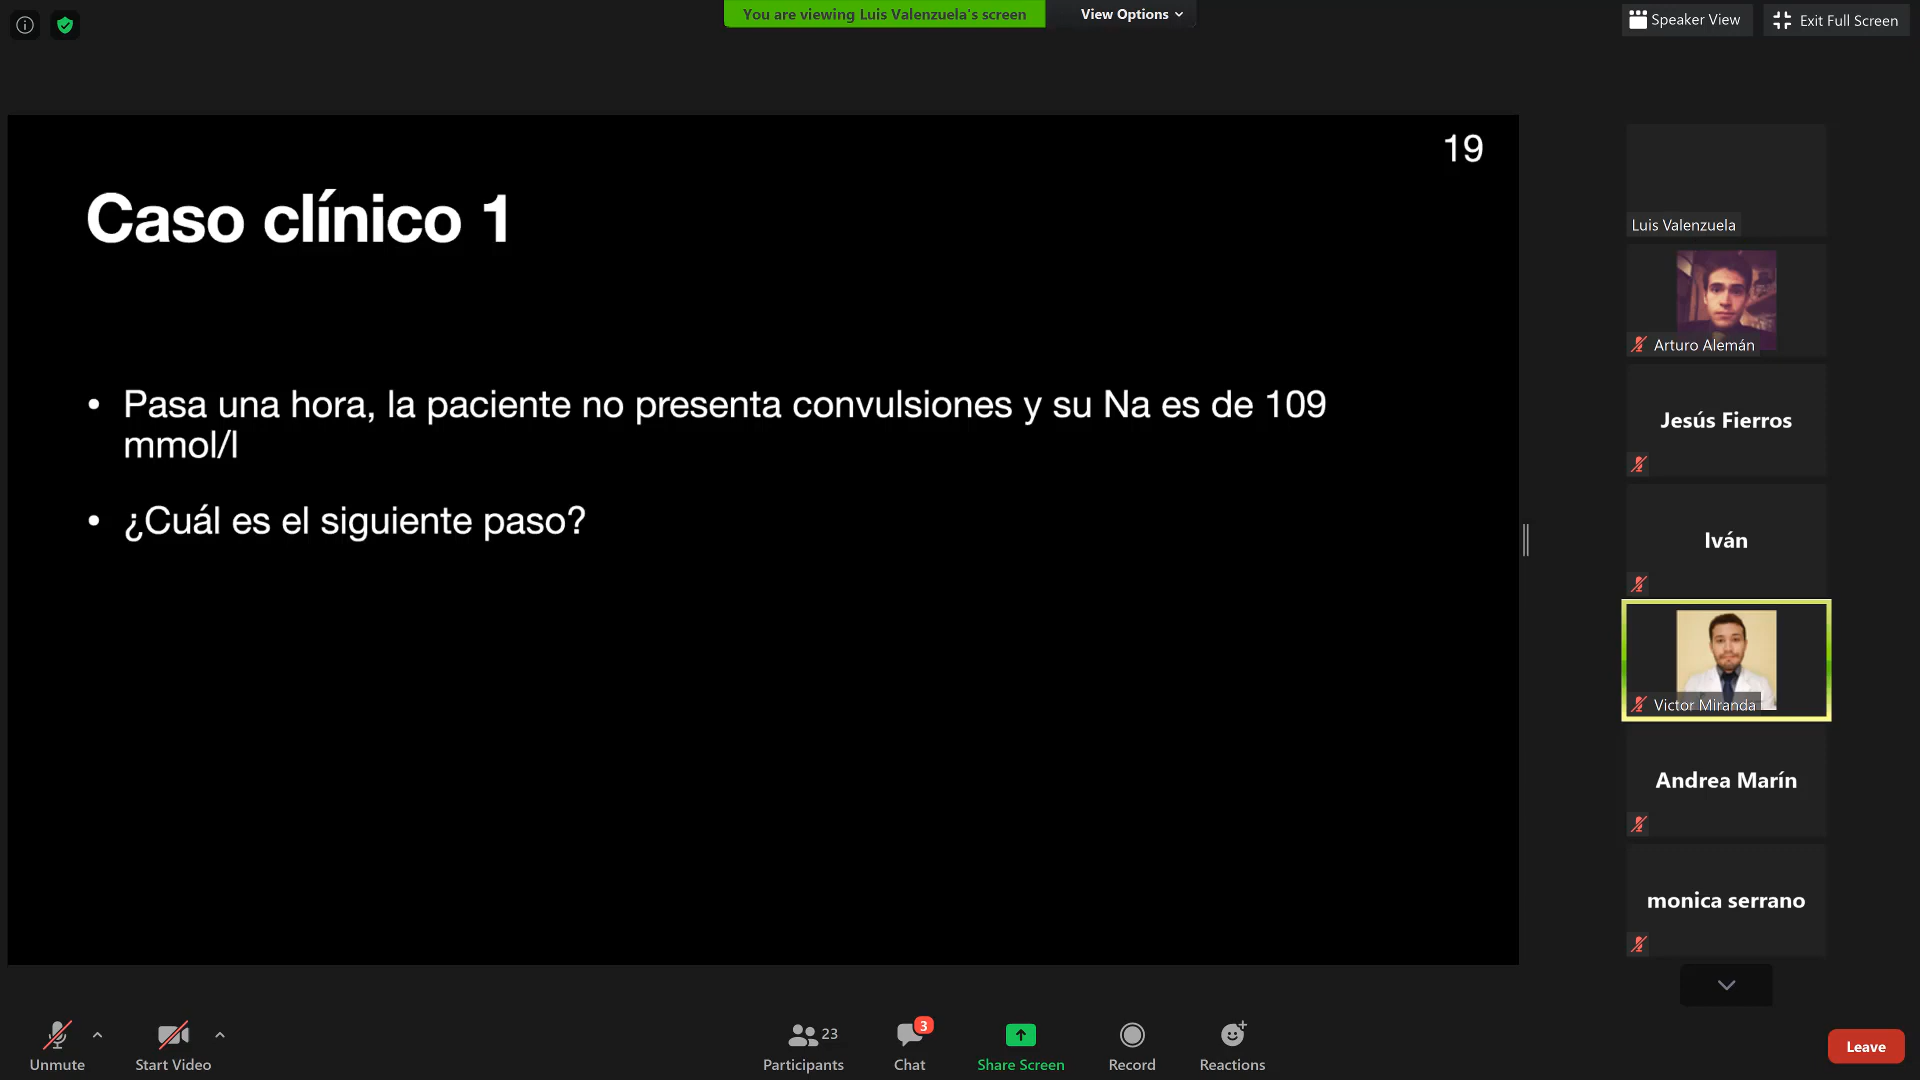 You are viewing Luis Valenzuela's screen
View Options
Speaker View
Exit Full Screen
19
Caso clínico 1
• Pasa una hora, la paciente no presenta convulsiones y su Na es de 109
mmol/l
• ¿Cuál es el siguiente paso?
Luis Valenzuela
Arturo Alemán
Jesús Fierros
Iván
Victor Miranda
Andrea Marín
monica serrano
Unmute
Start Video
23
Participants
3
Chat
Share Screen
Record
Reactions
Leave